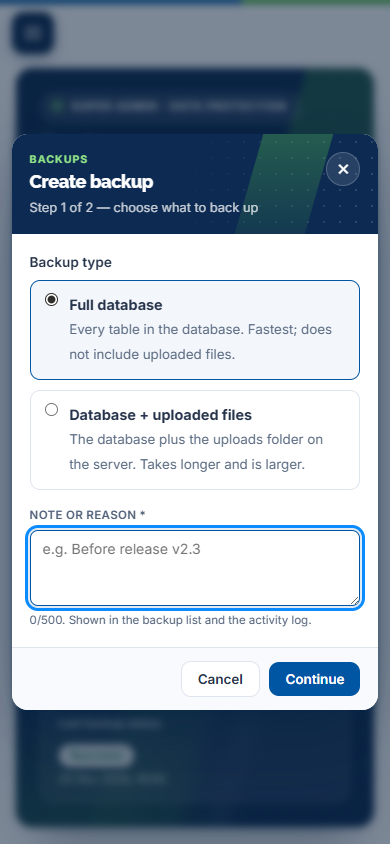 BACKUPS
Create backup
Step 1 of 2 — choose what to back up
Backup type
Full database
Every table in the database. Fastest; does
not include uploaded files.
Database + uploaded files
The database plus the uploads folder on
the server. Takes longer and is larger.
NOTE OR REASON *
e.g. Before release v2.3
0/500. Shown in the backup list and the activity log.
Cancel
Continue